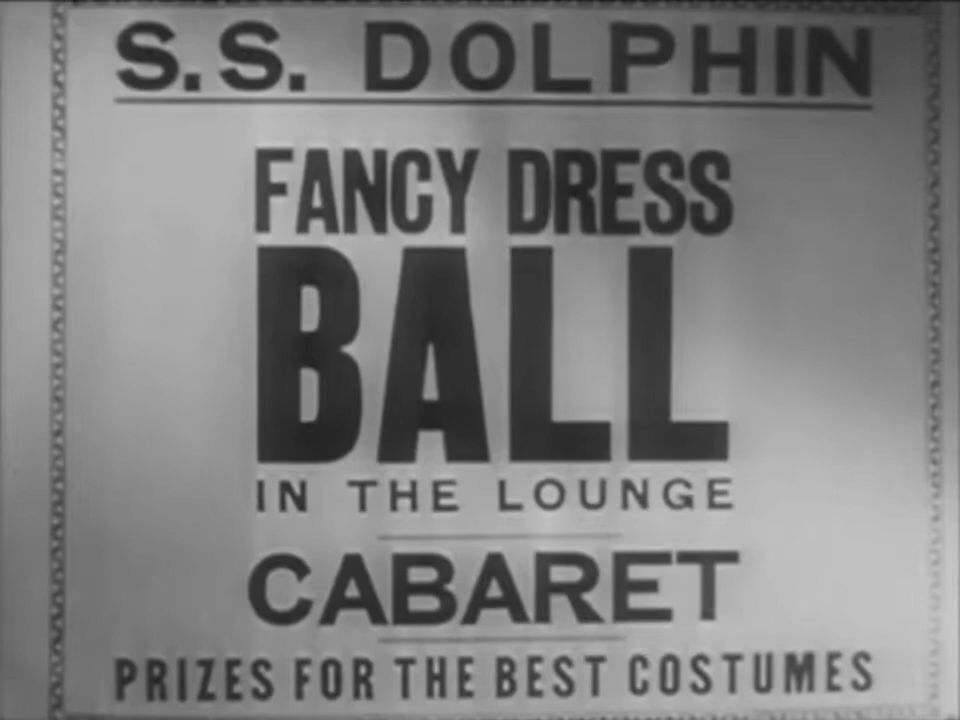 S.S. DOLPHIN
FANCY DRESS
BALL
IN THE LOUNGE
CABARET
PRIZES FOR THE BEST COSTUMES